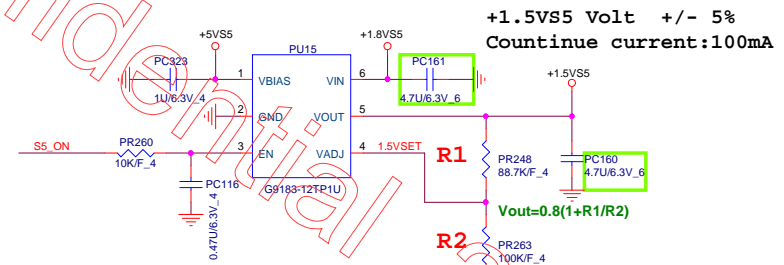 +1.5VS5 Volt +/- 5%
Countinue current:100mA
+5VS5
+1.8VS5
+1.5VS5
PU15
PC323
1U/6.3V_4
PC161
4.7U/6.3V_6
1
VBIAS
VIN
6
2
GND
VOUT
5
3
EN
VADJ
4
1.5VSET
S5_ON
PR260
10K/F_4
PC116
0.47U/6.3V_4
G9183-12TP1U
R1
PR248
88.7K/F_4
PC160
4.7U/6.3V_6
Vout=0.8(1+R1/R2)
R2
PR263
100K/F_4
ndential